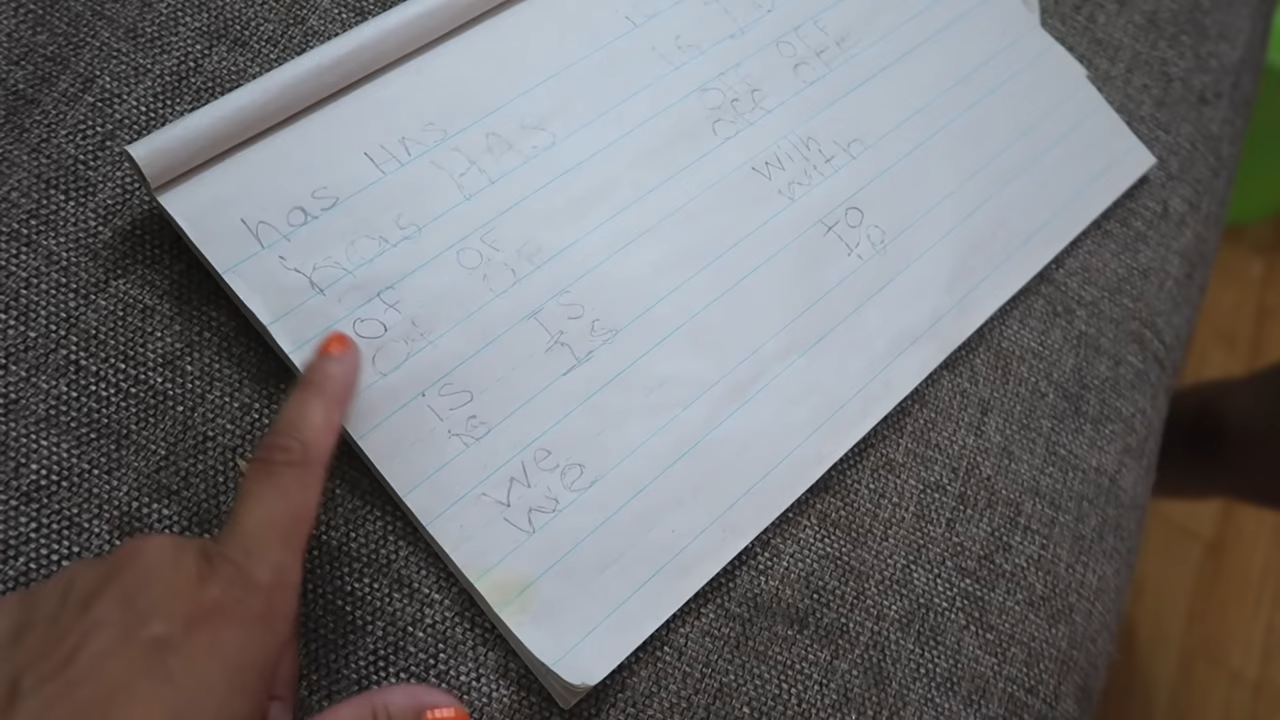 has HAS
has HAS
OF OF
OF OF
is IS
is Is
we
we
is
OFF OFF
OFF OFF
with
with
to
to